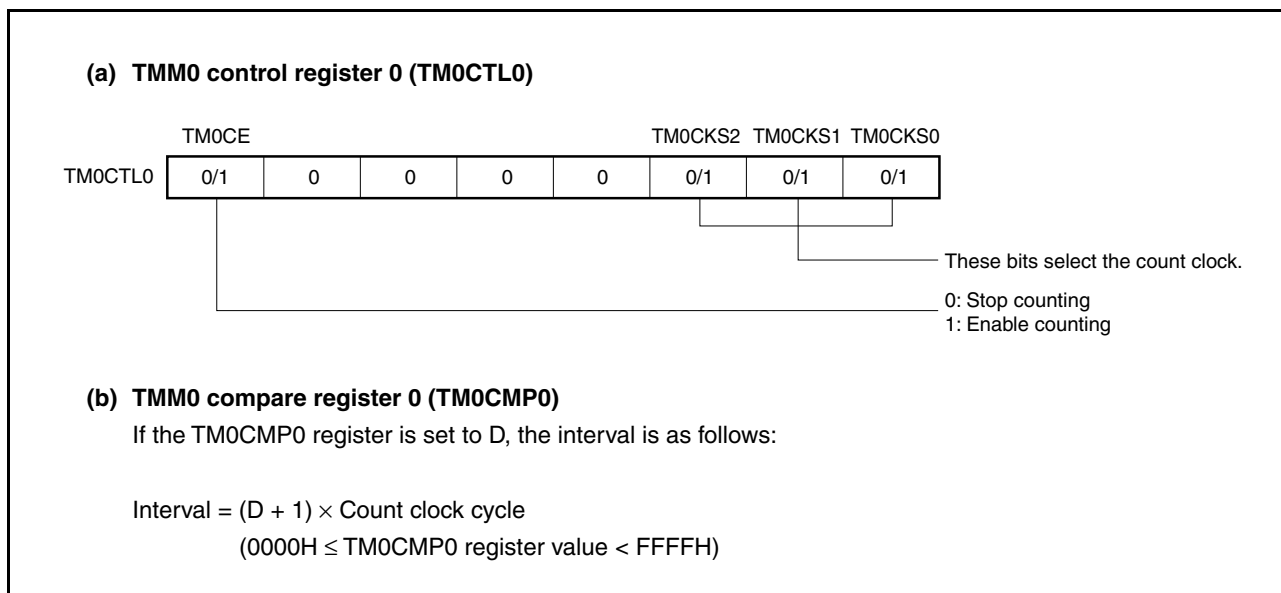 (a) TMM0 control register 0 (TM0CTL0)
TM0CE TM0CKS2 TM0CKS1 TM0CKS0
TM0CTL0 0/1 0 0 0 0 0/1 0/1 0/1
These bits select the count clock.
0: Stop counting
1: Enable counting
(b) TMM0 compare register 0 (TM0CMP0)
If the TM0CMP0 register is set to D, the interval is as follows:
Interval = (D + 1) × Count clock cycle
(0000H ≤ TM0CMP0 register value < FFFFH)